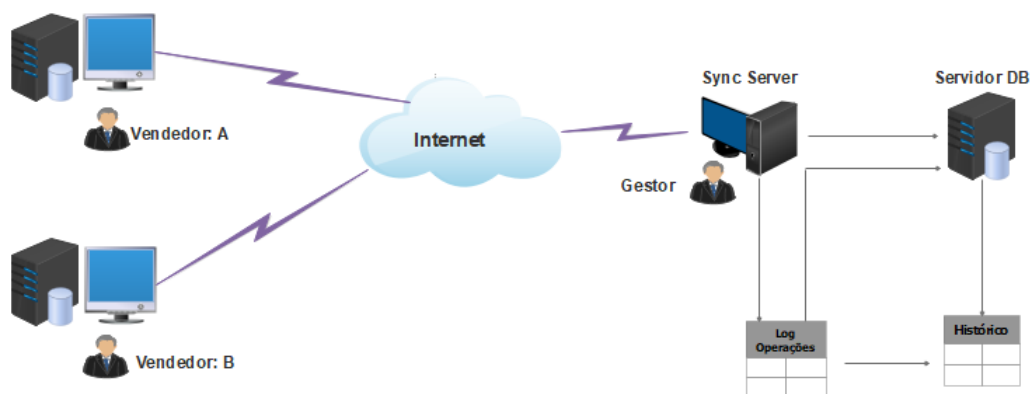 Sync Server
Servidor DB
Vendedor: A
Internet
Gestor
Log
Operações
Histórico
Vendedor: B